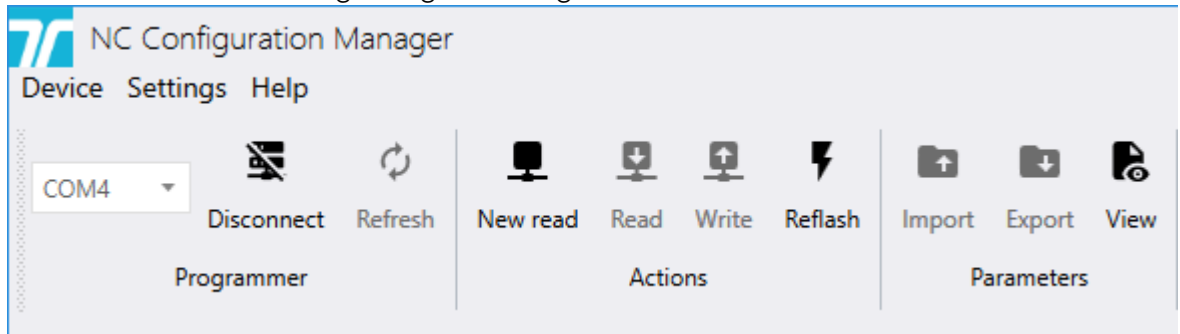 NC Configuration Manager
Device Settings Help
COM4
Disconnect Refresh New read Read Write Reflash Import Export View
Programmer Actions Parameters